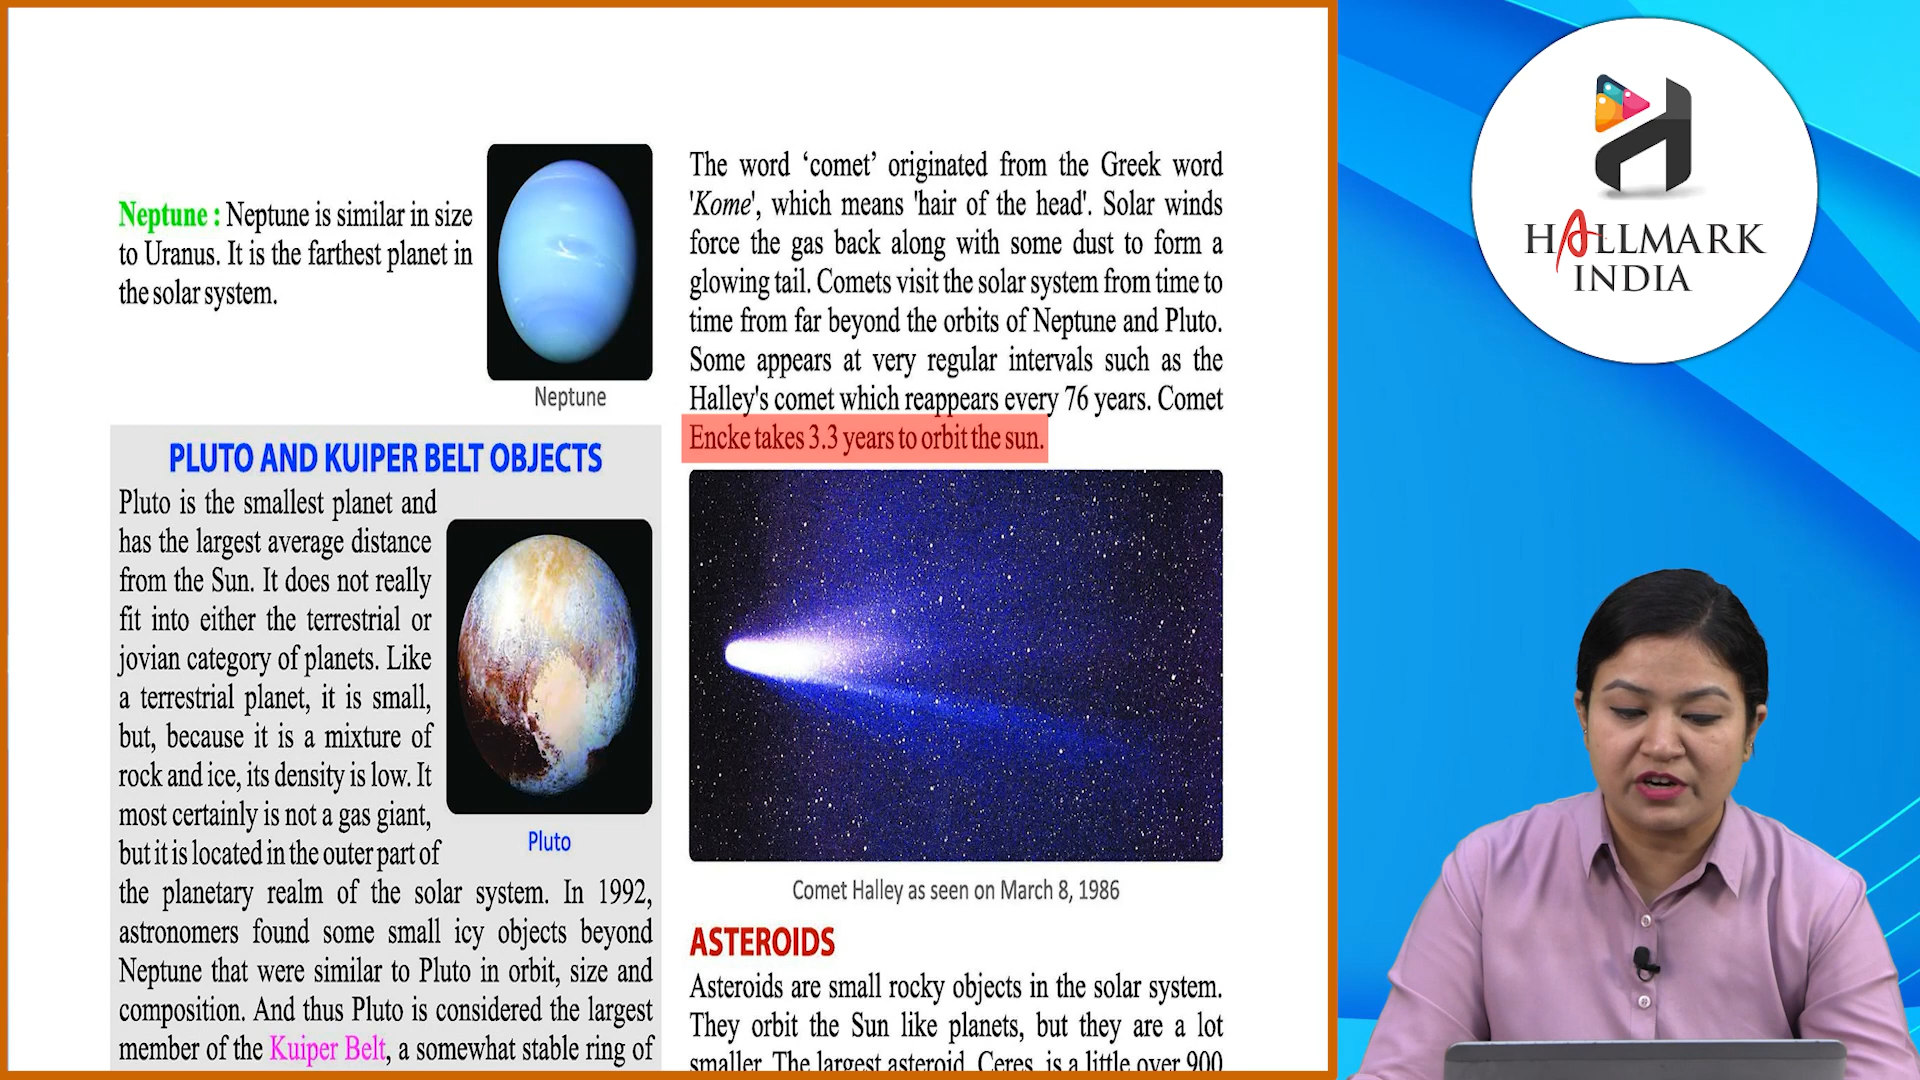 Neptune : Neptune is similar in size
to Uranus. It is the farthest planet in
the solar system.
Neptune
PLUTO AND KUIPER BELT OBJECTS
Pluto is the smallest planet and
has the largest average distance
from the Sun. It does not really
fit into either the terrestrial or
jovian category of planets. Like
a terrestrial planet, it is small,
but, because it is a mixture of
rock and ice, its density is low. It
most certainly is not a gas giant,
but it is located in the outer part of
Pluto
the planetary realm of the solar system. In 1992,
astronomers found some small icy objects beyond
Neptune that were similar to Pluto in orbit, size and
composition. And thus Pluto is considered the largest
member of the Kuiper Belt, a somewhat stable ring of
The word ‘comet’ originated from the Greek word
'Kome', which means 'hair of the head'. Solar winds
force the gas back along with some dust to form a
glowing tail. Comets visit the solar system from time to
time from far beyond the orbits of Neptune and Pluto.
Some appears at very regular intervals such as the
Halley's comet which reappears every 76 years. Comet
Encke takes 3.3 years to orbit the sun.
Comet Halley as seen on March 8, 1986
ASTEROIDS
Asteroids are small rocky objects in the solar system.
They orbit the Sun like planets, but they are a lot
smaller. The largest asteroid, Ceres, is a little over 900
HALLMARK
INDIA